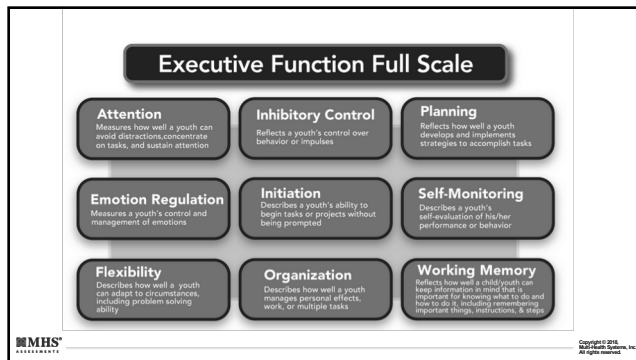 Executive Function Full Scale
Attention
Measures how well a youth can
avoid distractions,concentrate
on tasks, and sustain attention
Inhibitory Control
Reflects a youth's control over
behavior or impulses
Planning
Reflects how well a youth
develops and implements
strategies to accomplish tasks
Emotion Regulation
Measures a youth's control and
management of emotions
Initiation
Describes a youth's ability to
begin tasks or projects without
being prompted
Self-Monitoring
Describes a youth's
self-evaluation of his/her
performance or behavior
Flexibility
Describes how well a youth
can adapt to circumstances,
including problem solving
ability
Organization
Describes how well a youth
manages personal effects,
work, or multiple tasks
Working Memory
Reflects how well a child/youth can
keep information in mind that is
important for knowing what to do and
how to do it, including remembering
important things, instructions, & steps
MHS®
ASSESSMENTS
Copyright © 2018,
Multi-Health Systems, Inc.
All rights reserved.